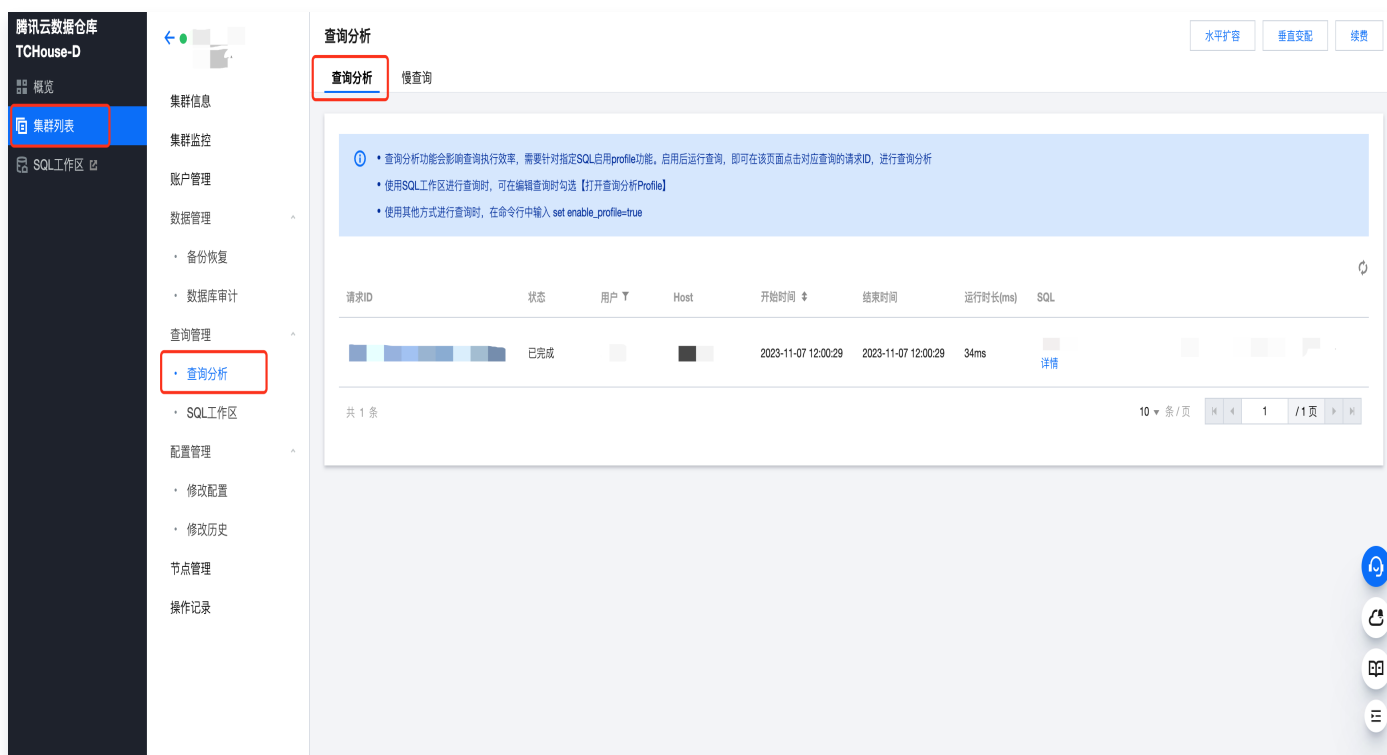 腾讯云数据仓库
TCHouse-D
概览
集群列表
SQL工作区
集群信息
集群监控
账户管理
数据管理
· 备份恢复
· 数据库审计
查询管理
· 查询分析
· SQL工作区
配置管理
· 修改配置
· 修改历史
节点管理
操作记录
查询分析
水平扩容 垂直变配 续费
查询分析 慢查询
• 查询分析功能会影响查询执行效率，需要针对指定SQL启用profile功能。启用后运行查询，即可在该页面点击对应查询的请求ID，进行查询分析
• 使用SQL工作区进行查询时，可在编辑查询时勾选【打开查询分析Profile】
• 使用其他方式进行查询时，在命令行中输入 set enable_profile=true
请求ID 状态 用户 Host 开始时间 结束时间 运行时长(ms) SQL
已完成 2023-11-07 12:00:29 2023-11-07 12:00:29 34ms
详情
共 1 条 10 条 / 页 1 / 1 页